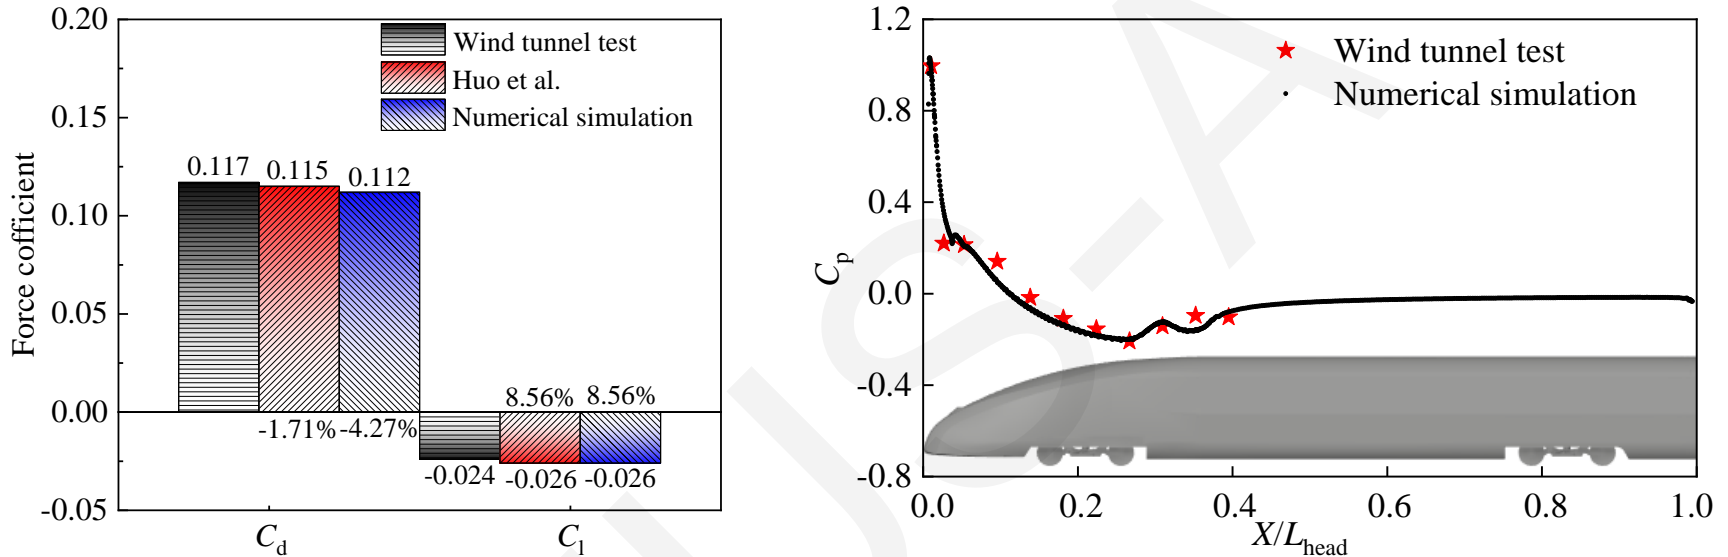 0.20
0.15
0.10
0.05
0.00
-0.05
Force cofficient
Wind tunnel test
Huo et al.
Numerical simulation
0.117
0.115
0.112
-1.71%
-4.27%
8.56%
8.56%
-0.024
-0.026
-0.026
Cd
Cl
1.2
0.8
0.4
0.0
-0.4
-0.8
Cp
Wind tunnel test
Numerical simulation
0.0
0.2
0.4
0.6
0.8
1.0
X/Lhead
US-A